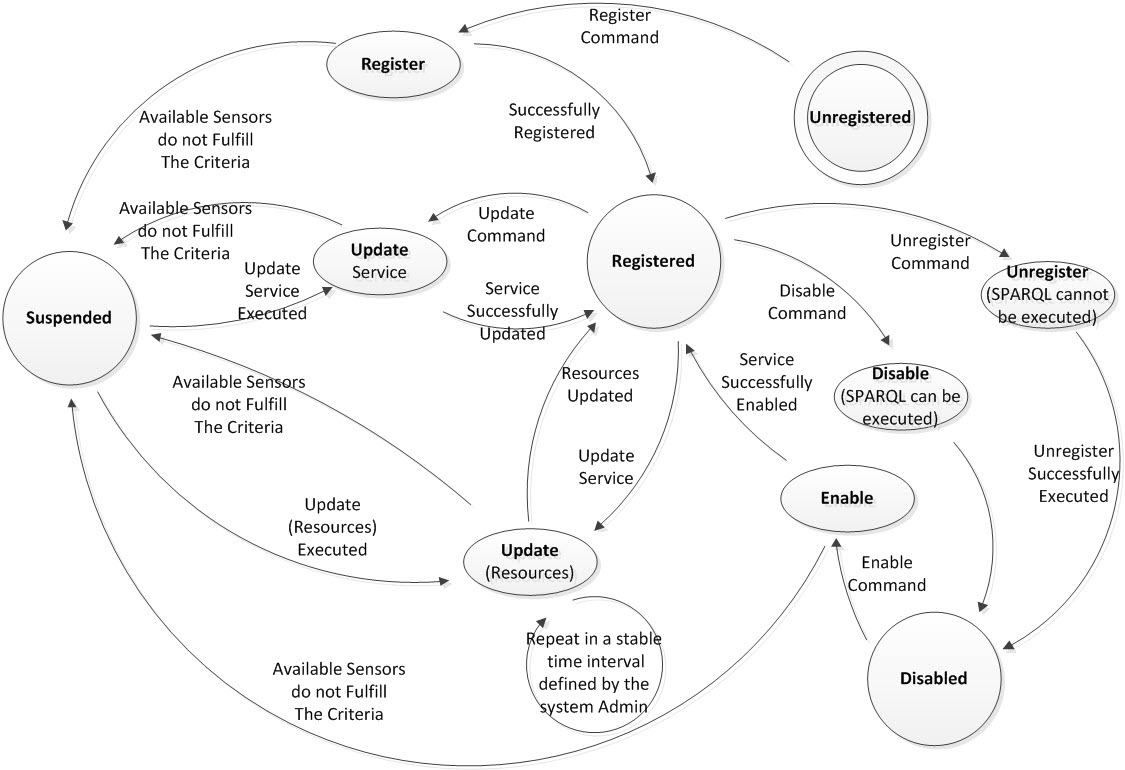 Register
Command
Register
Unregistered
Successfully
Registered
Available Sensors
do not Fulfill
The Criteria
Available Sensors
do not Fulfill
The Criteria
Update
Command
Update
Service
Registered
Unregister
Command
Unregister
(SPARQL cannot
be executed)
Update
Service
Executed
Service
Successfully
Updated
Disable
Command
Suspended
Available Sensors
do not Fulfill
The Criteria
Resources
Updated
Service
Successfully
Enabled
Disable
(SPARQL can be
executed)
Update
Service
Unregister
Successfully
Executed
Enable
Update
(Resources)
Executed
Update
(Resources)
Enable
Command
Repeat in a stable
time interval
defined by the
system Admin
Available Sensors
do not Fulfill
The Criteria
Disabled